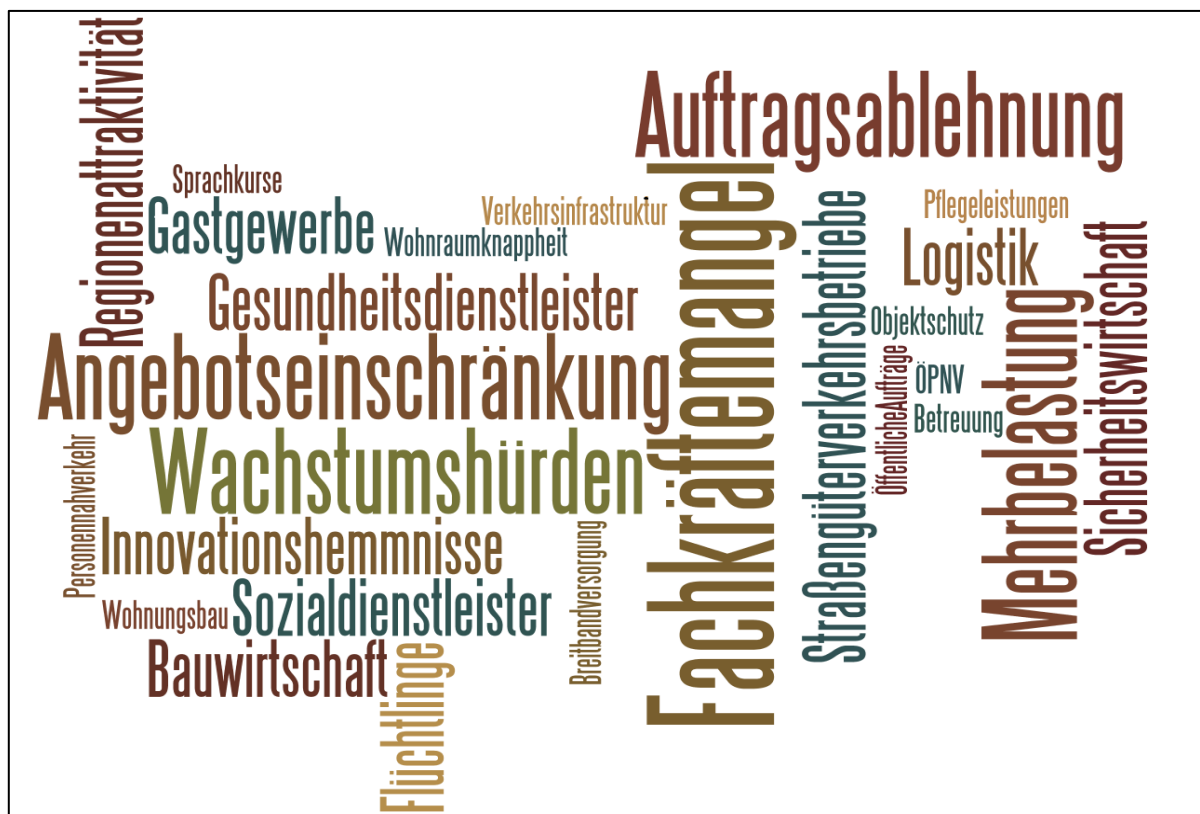 Regionenattraktivität
Auftragsablehnung
Sprachkurse
Gastgewerbe
Verkehrsinfrastruktur
Wohnraumknappheit
Fachkräftemangel
Straßengüterverkehrsbetriebe
Pflegeleistungen
Logistik
Sicherheitswirtschaft
Gesundheitsdienstleister
Mehrbelastung
Objektschutz
Angebotseinschränkung
ÖffentlicheAufträge
ÖPNV
Betreuung
Wachstumshürden
Personennahverkehr
Innovationshemmnisse
Breitbandversorgung
Sozialdienstleister
Wohnungsbau
Bauwirtschaft
Flüchtlinge